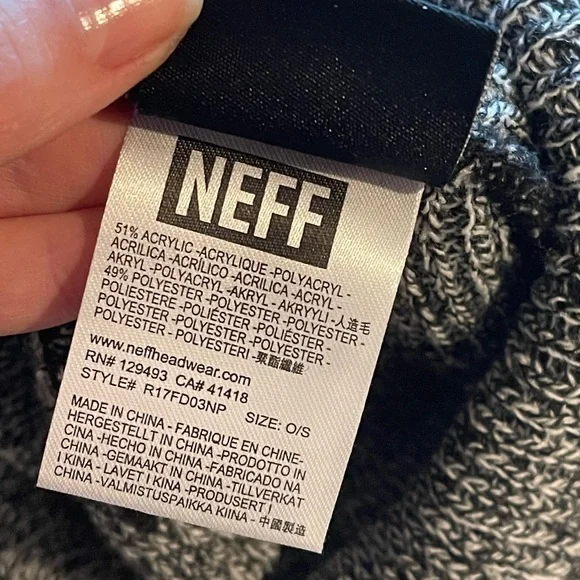 NEFF
51% ACRYLIC -ACRYLIQUE -POLYACRYL -
ACRILICA -ACRÍLICO -ACRILICA -ACRYL -
AKRYL - POLYACRYL - AKRYL - AKRYYLI -人造毛
49% POLYESTER -POLYESTER -POLYESTER -
POLIESTERE - POLIÉSTER -POLIÉSTER -
POLYESTER - POLYESTER - POLYESTER -
POLYESTER - POLYESTERI -聚酯纖維
www.neffheadwear.com
RN# 129493 CA# 41418
STYLE# R17FD03NP SIZE: O/S
MADE IN CHINA - FABRIQUE EN CHINE-
HERGESTELLT IN CHINA -PRODOTTO IN
CINA -HECHO IN CHINA -FABRICADO NA
CHINA -GEMAAKT IN CHINA -TILLVERKAT
I KINA - LAVET I KINA -PRODUSERT I
CHINA -VALMISTUSPAIKKA KIINA - 中國製造